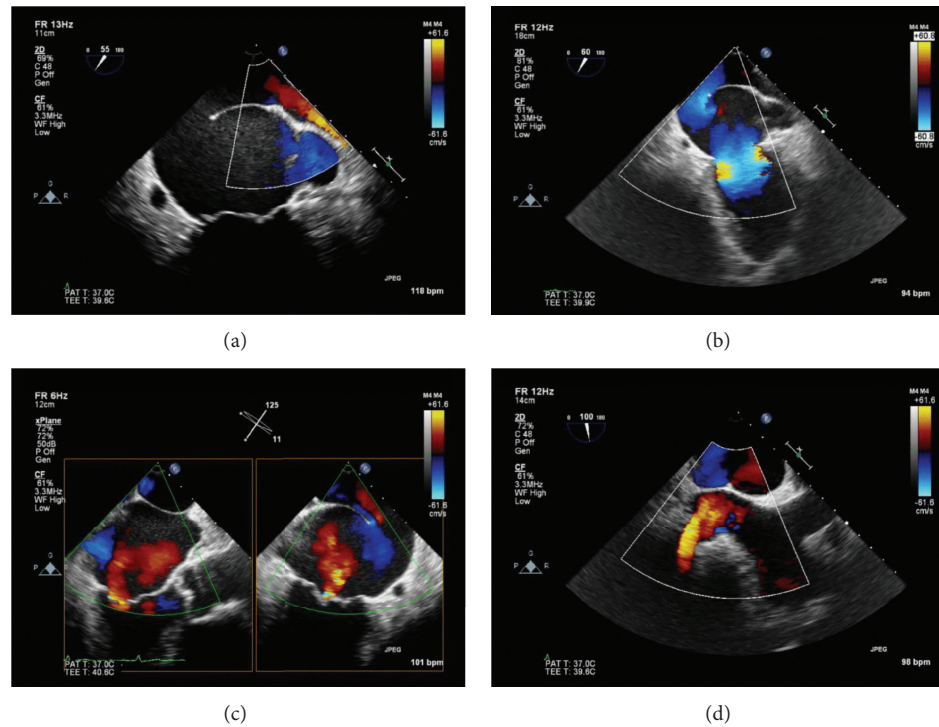 FR 13Hz
11cm
2D
69%
C 48
P Off
Gen
CF
61%
3.3MHz
WF High
Low
0 55 180
M4 M4
+61.6
-61.6
cm/s
G
P R
PAT T: 37.0C
TEE T: 39.6C
JPEG
118 bpm
(a)
FR 12Hz
18cm
2D
81%
C 48
P Off
Gen
CF
61%
3.3MHz
WF High
Low
0 60 180
M4 M4
+60.8
-60.8
cm/s
G
P R
PAT T: 37.0C
TEE T: 39.9C
JPEG
94 bpm
(b)
FR 6Hz
12cm
xPlane
72%
72%
50dB
P Off
Gen
CF
61%
3.3MHz
WF High
Low
125
11
M4 M4
+61.6
-61.6
cm/s
G
P R
PAT T: 37.0C
TEE T: 40.6C
JPEG
101 bpm
(c)
FR 12Hz
14cm
2D
72%
C 48
P Off
Gen
CF
61%
3.3MHz
WF High
Low
0 100 180
M4 M4
+61.6
-61.6
cm/s
G
P R
PAT T: 37.0C
TEE T: 39.6C
JPEG
98 bpm
(d)